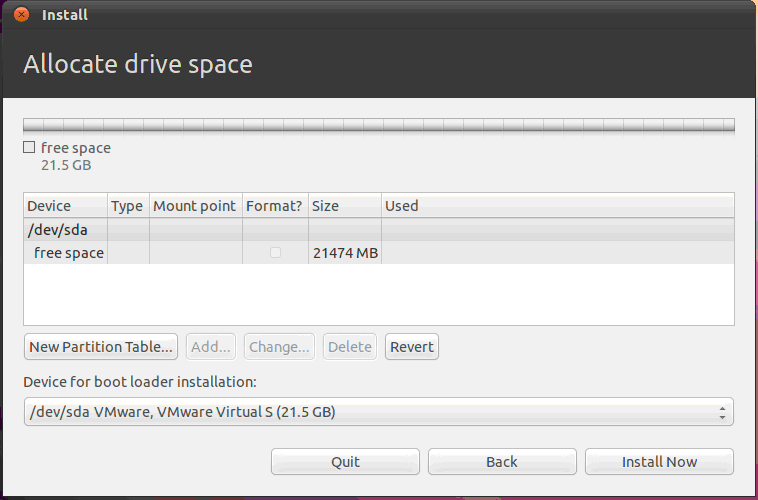 Install
Allocate drive space
free space
21.5 GB
Device Type Mount point Format? Size Used
/dev/sda
free space 21474 MB
New Partition Table... Add... Change... Delete Revert
Device for boot loader installation:
/dev/sda VMware, VMware Virtual S (21.5 GB)
Quit Back Install Now